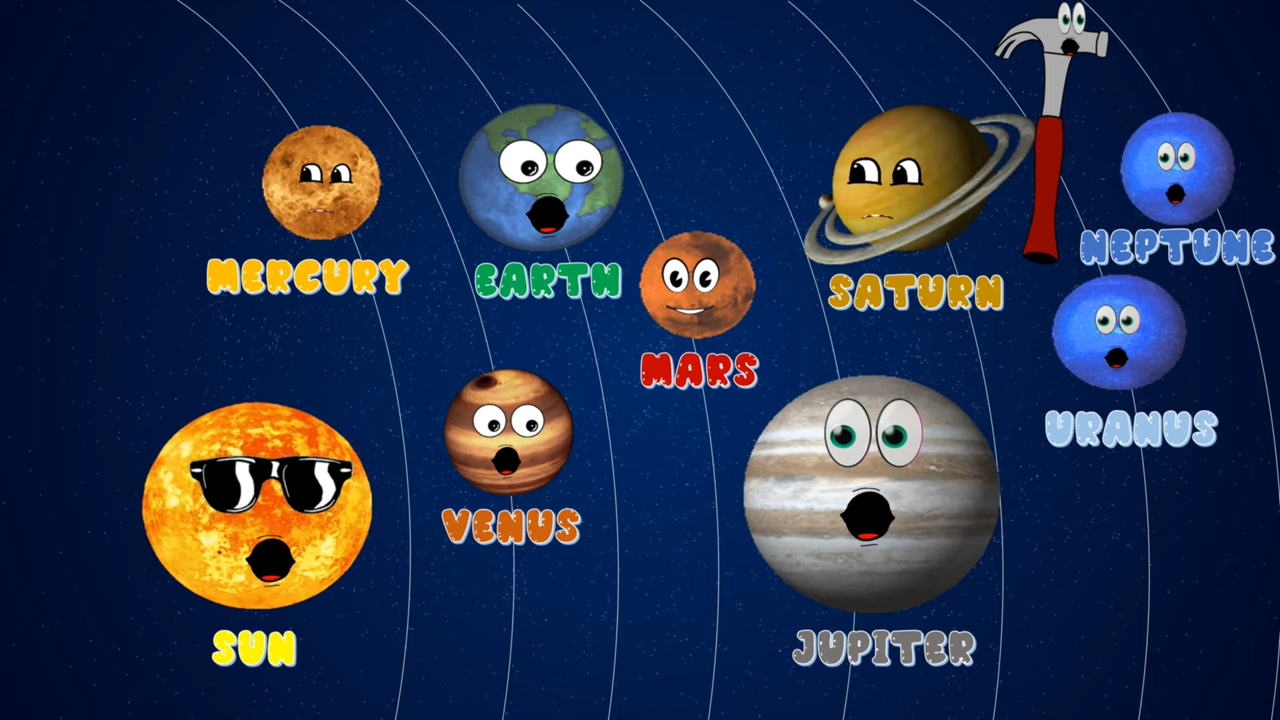 MERCURY
EARTH
MARS
SATURN
NEPTUNE
URANUS
VENUS
SUN
JUPITER